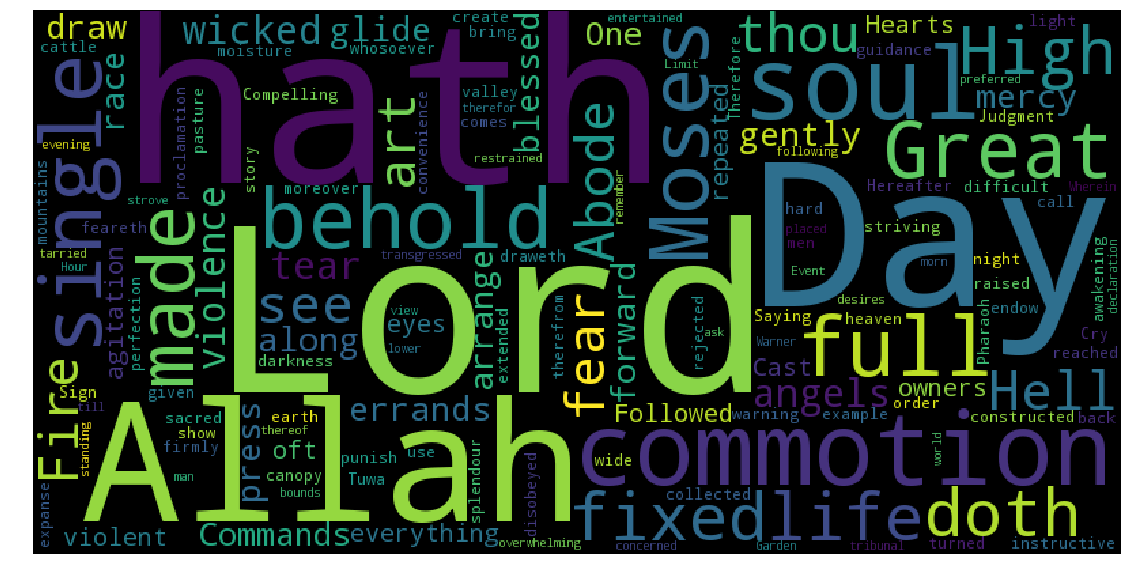 hath
Lord
Day
Allah
soul
behold
single
commotion
Moses
Great
High
full
made
fear
fixed
life
doth
Hell
thou
see
art
Fire
Abode
wicked
glide
draw
race
One
blessed
mercy
gently
Hearts
tear
along
eyes
arrange
forward
violence
agitation
press
errands
oft
Commands
everything
violent
Followed
angels
owners
Cast
repeated
Therefore
cattle
moisture
whosoever
create
bring
entertained
light
guidance
Limit
preferred
Judgment
Compelling
valley
therefor
comes
convenience
restrained
pasture
proclamation
evening
mountains
story
moreover
remember
following
Hereafter
difficult
Wherein
call
hard
placed
men
striving
strove
feareth
tarried
Hour
perfection
transgressed
draweth
view
lower
darkness
extended
therefrom
rejected
ask
Event
morn
night
raised
desires
Saying
heaven
endow
Pharaoh
awakening
declaration
Cry
reached
Warner
warning
example
order
constructed
back
Sign
till
given
sacred
show
firmly
earth
thereof
standing
man
canopy
bounds
punish
use
Tuwa
splendour
disobeyed
overwhelming
wide
collected
world
expanse
concerned
Garden
tribunal
turned
instructive